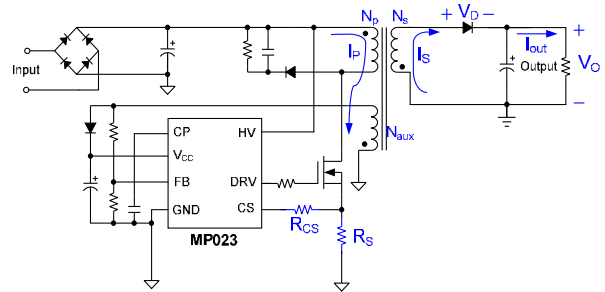 Np
Ns
+ VD −
Iout
+
Input
+
IP
IS
+
Output
VO
−
Naux
CP
HV
VCC
+
FB
DRV
GND
CS
RCS
RS
MP023